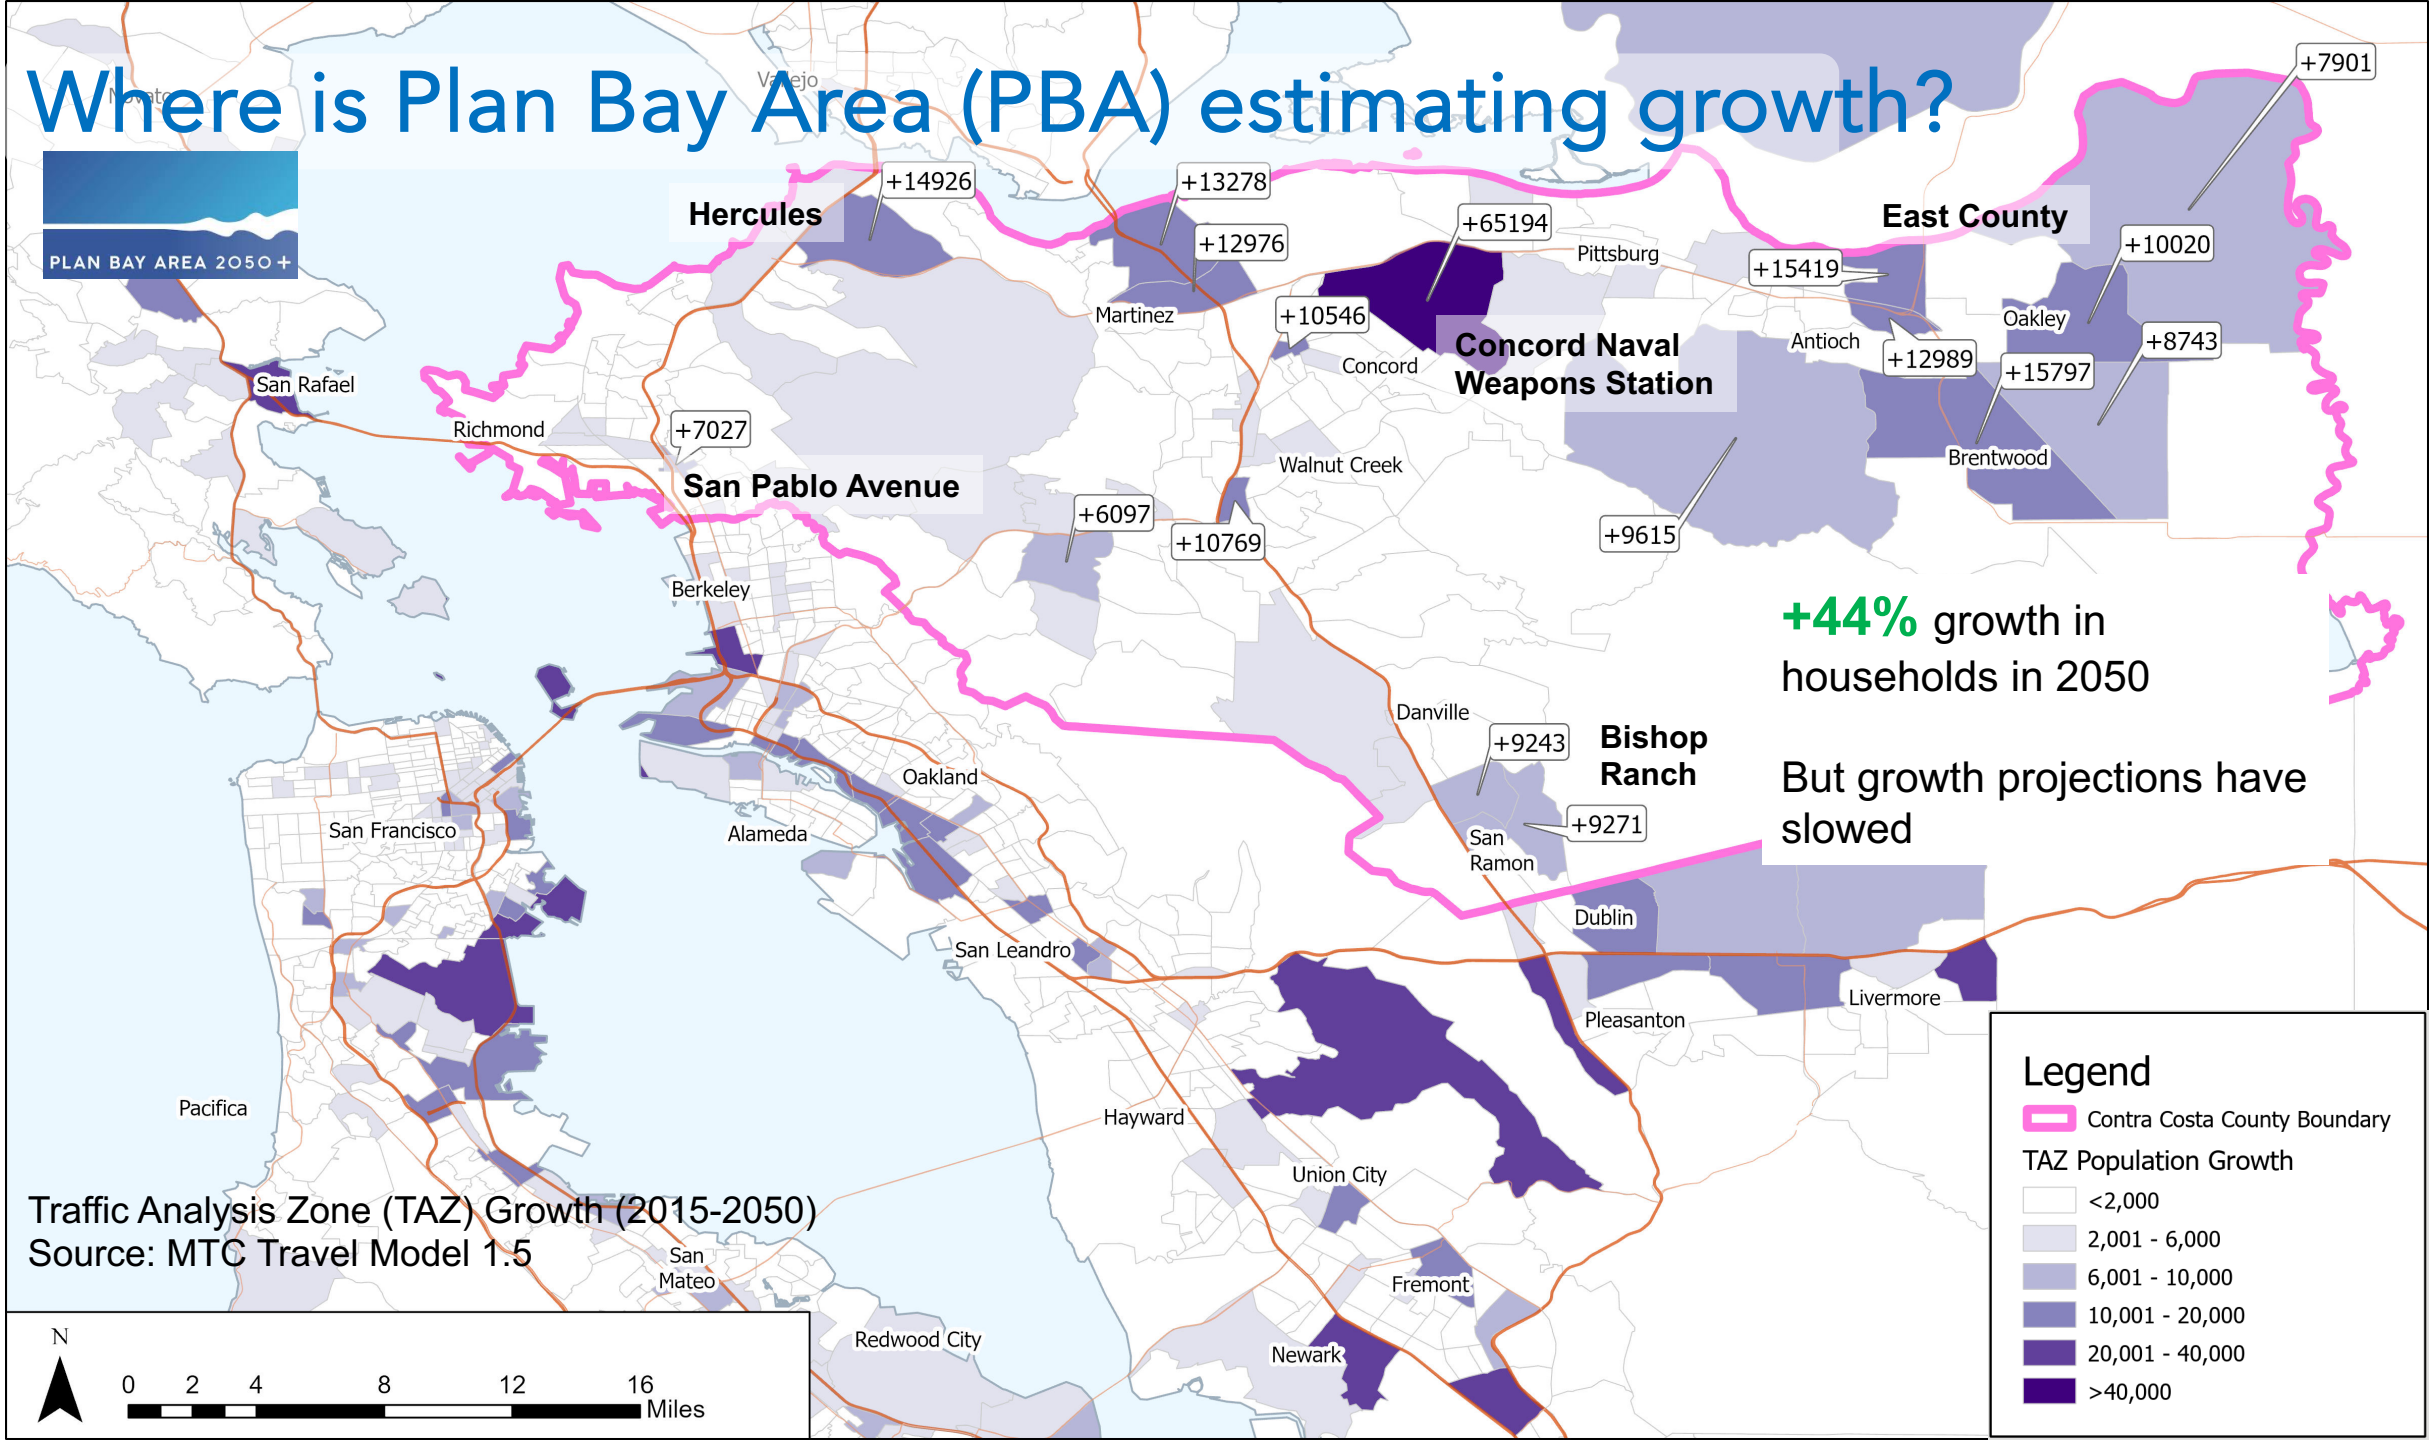 Where is Plan Bay Area (PBA) estimating growth?
Novato
Vallejo
PLAN BAY AREA 2050+
+7901
+14926
+13278
Hercules
+65194
East County
+12976
+10020
Pittsburg
+15419
Martinez
+10546
Oakley
Antioch
+8743
Concord Naval
Weapons Station
+12989
Concord
+15797
San Rafael
Richmond
+7027
Brentwood
Walnut Creek
San Pablo Avenue
+6097
+9615
+10769
Berkeley
+44% growth in
households in 2050
Danville
+9243
Bishop
Ranch
But growth projections have
slowed
Oakland
San Francisco
Alameda
+9271
San
Ramon
Dublin
San Leandro
Livermore
Pleasanton
Pacifica
Hayward
Union City
Traffic Analysis Zone (TAZ) Growth (2015-2050)
Source: MTC Travel Model 1.5
San
Mateo
Fremont
Redwood City
Newark
N
0 2 4 8 12 16
Miles
Legend
Contra Costa County Boundary
TAZ Population Growth
<2,000
2,001 - 6,000
6,001 - 10,000
10,001 - 20,000
20,001 - 40,000
>40,000